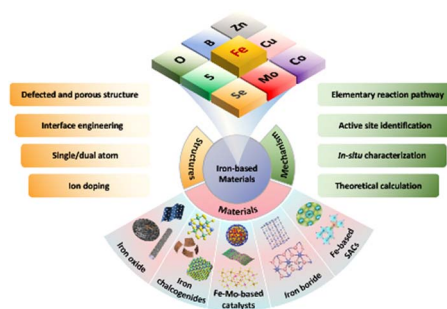 Zn
B
Cu
O
Fe
Co
S
Mo
Se
Defected and porous structure
Interface engineering
Single/dual atom
Ion doping
Elementary reaction pathway
Active site identification
In-situ characterization
Theoretical calculation
Structures
Iron-based
Materials
Mechanism
Materials
Iron oxide
Iron
chalcogenides
Fe-Mo-based
catalysts
Iron boride
Fe-based
SACs